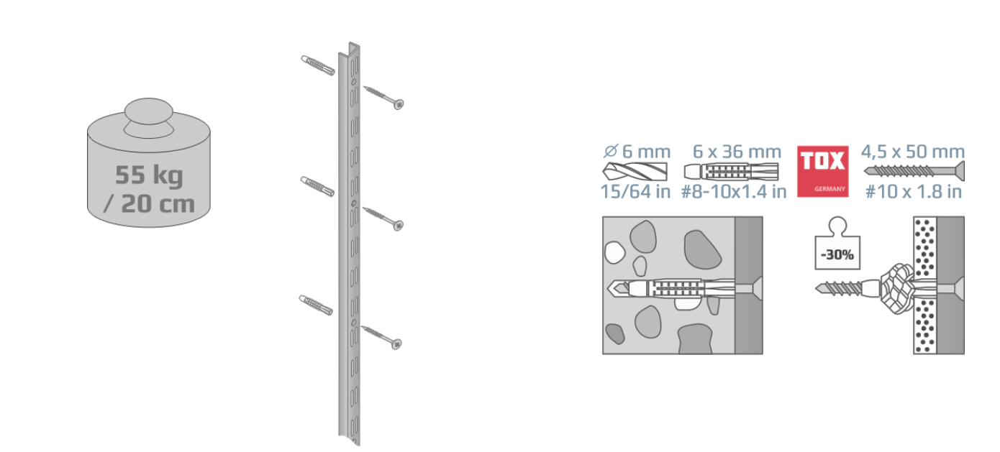 55 kg
/ 20 cm
Ø 6 mm
15/64 in
6 x 36 mm
#8-10x1.4 in
TOX
GERMANY
4,5 x 50 mm
#10 x 1.8 in
-30%